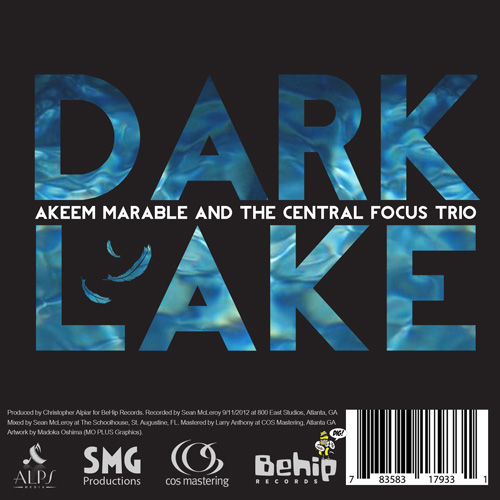 DARK
AKEEM MARABLE AND THE CENTRAL FOCUS TRIO
LAKE
Produced by Christopher Alpiar for BeHip Records. Recorded by Sean McLeroy 9/11/2012 at 800 East Studios, Atlanta, GA
Mixed by Sean McLeroy at The Schoolhouse, St. Augustine, FL. Mastered by Larry Anthony at COS Mastering, Atlanta GA
Artwork by Madoka Oshima (MO PLUS Graphics).
ALPS
MEDIA
SMG
Productions
COS
cos mastering
DIG!
Behip
RECORDS
7 83583 17933 1